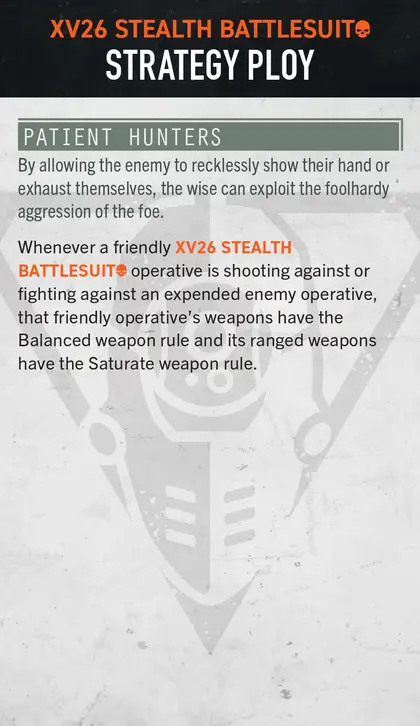 XV26 STEALTH BATTLESUIT
STRATEGY PLOY
PATIENT HUNTERS
By allowing the enemy to recklessly show their hand or
exhaust themselves, the wise can exploit the foolhardy
aggression of the foe.
Whenever a friendly XV26 STEALTH
BATTLESUIT operative is shooting against or
fighting against an expended enemy operative,
that friendly operative’s weapons have the
Balanced weapon rule and its ranged weapons
have the Saturate weapon rule.